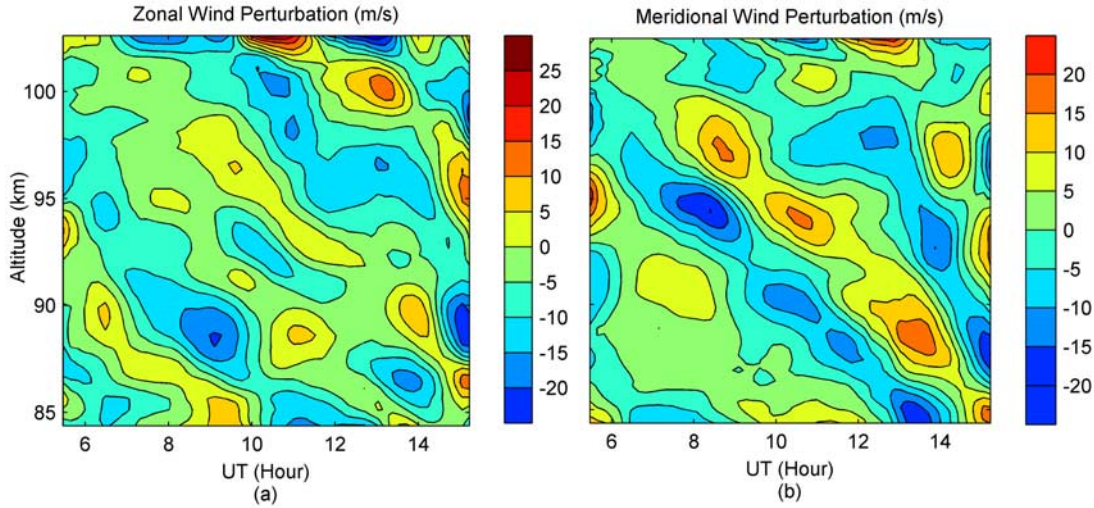 Zonal Wind Perturbation (m/s)
Meridional Wind Perturbation (m/s)
Altitude (km)
100
95
90
85
6 8 10 12 14
UT (Hour)
(a)
25
20
15
10
5
0
-5
-10
-15
-20
6 8 10 12 14
UT (Hour)
(b)
20
15
10
5
0
-5
-10
-15
-20